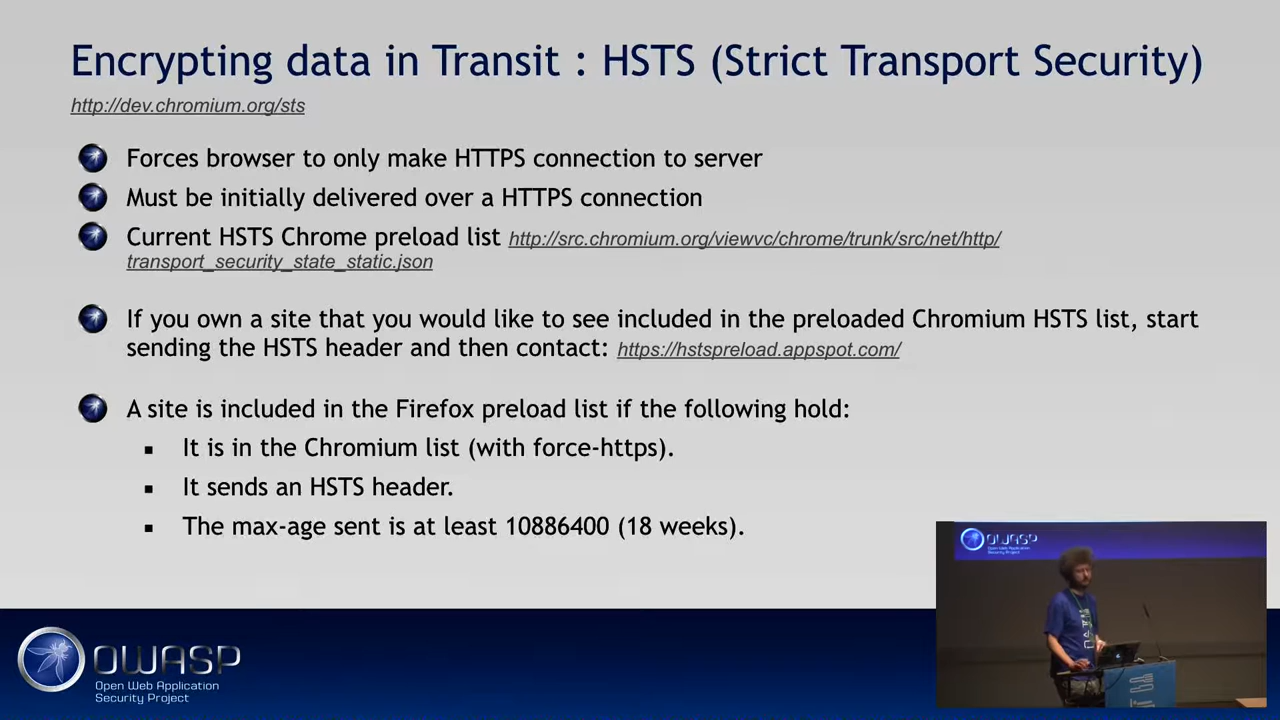 Encrypting data in Transit : HSTS (Strict Transport Security)
http://dev.chromium.org/sts
Forces browser to only make HTTPS connection to server
Must be initially delivered over a HTTPS connection
Current HSTS Chrome preload list http://src.chromium.org/viewvc/chrome/trunk/src/net/http/
transport_security_state_static.json
If you own a site that you would like to see included in the preloaded Chromium HSTS list, start
sending the HSTS header and then contact: https://hstspreload.appspot.com/
A site is included in the Firefox preload list if the following hold:
It is in the Chromium list (with force-https).
It sends an HSTS header.
The max-age sent is at least 10886400 (18 weeks).
OWASP
Open Web Application
Security Project
OWASP
Open Web Application
Security Project